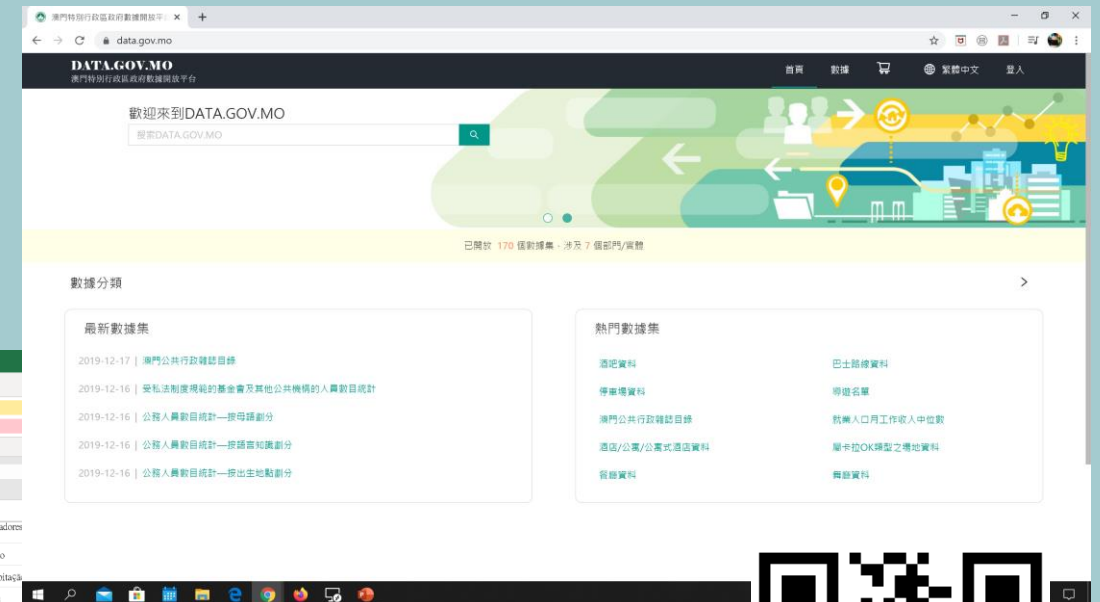 澳門特別行政區政府數據開放平
data.gov.mo
DATA.GOV.MO
澳門特別行政區政府數據開放平台
首頁 數據 繁體中文 登入
歡迎來到DATA.GOV.MO
搜索DATA.GOV.MO
已開放 170 個數據集，涉及 7 個部門/實體
數據分類
最新數據集
2019-12-17 | 澳門公共行政雜誌目錄
2019-12-16 | 受私法制度規範的基金會及其他公共機構的人員數目統計
2019-12-16 | 公務人員數目統計—按母語劃分
2019-12-16 | 公務人員數目統計—按語言知識劃分
2019-12-16 | 公務人員數目統計—按出生地點劃分
熱門數據集
酒吧資料 巴士路線資料
停車場資料 導遊名單
澳門公共行政雜誌目錄 就業人口月工作收入中位數
酒店/公寓/公寓式酒店資料 屬卡拉OK類型之場地資料
餐廳資料 舞廳資料
adores
o